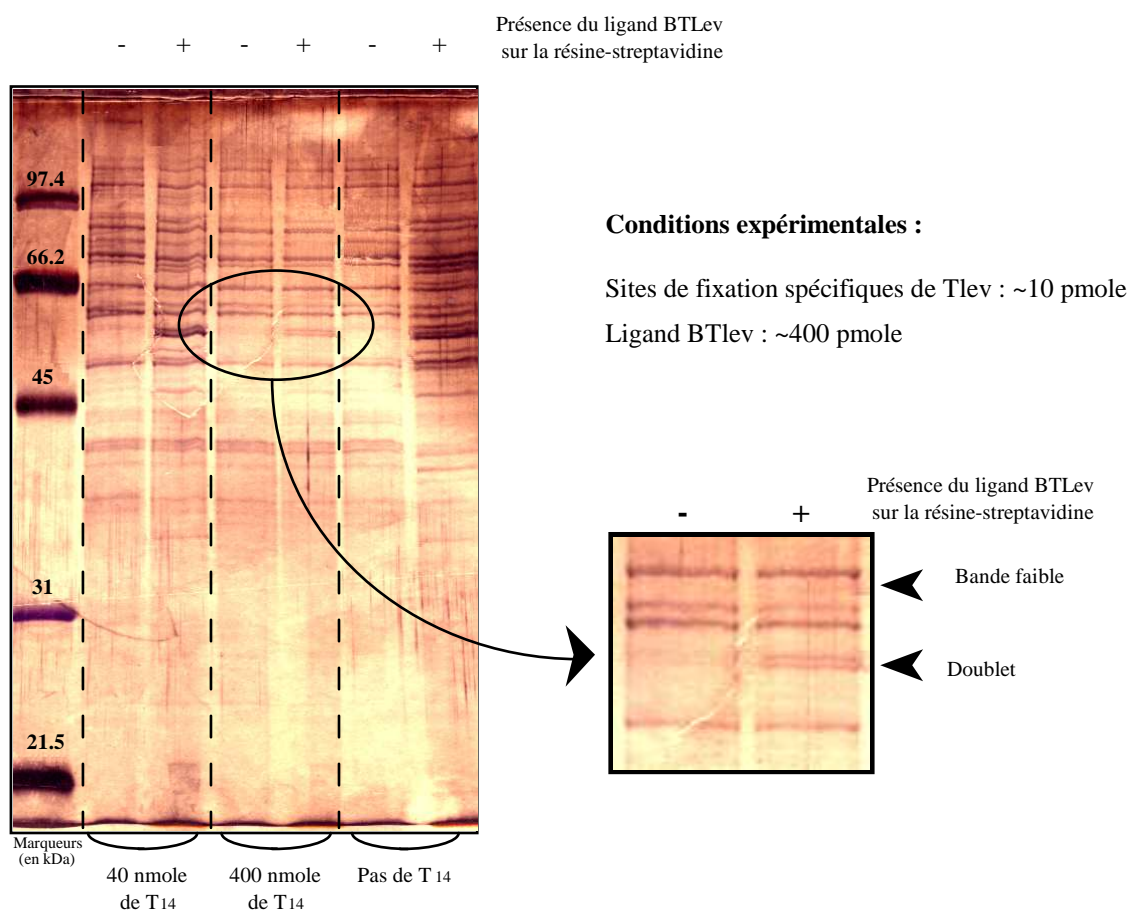 Présence du ligand BTLev
sur la résine-streptavidine
- + - + - +
97.4
66.2
45
31
21.5
Marqueurs
(en kDa)
40 nmole
de T14
400 nmole
de T14
Pas de T14
Conditions expérimentales :
Sites de fixation spécifiques de Tlev : ~10 pmole
Ligand BTlev : ~400 pmole
Présence du ligand BTLev
sur la résine-streptavidine
- +
Bande faible
Doublet